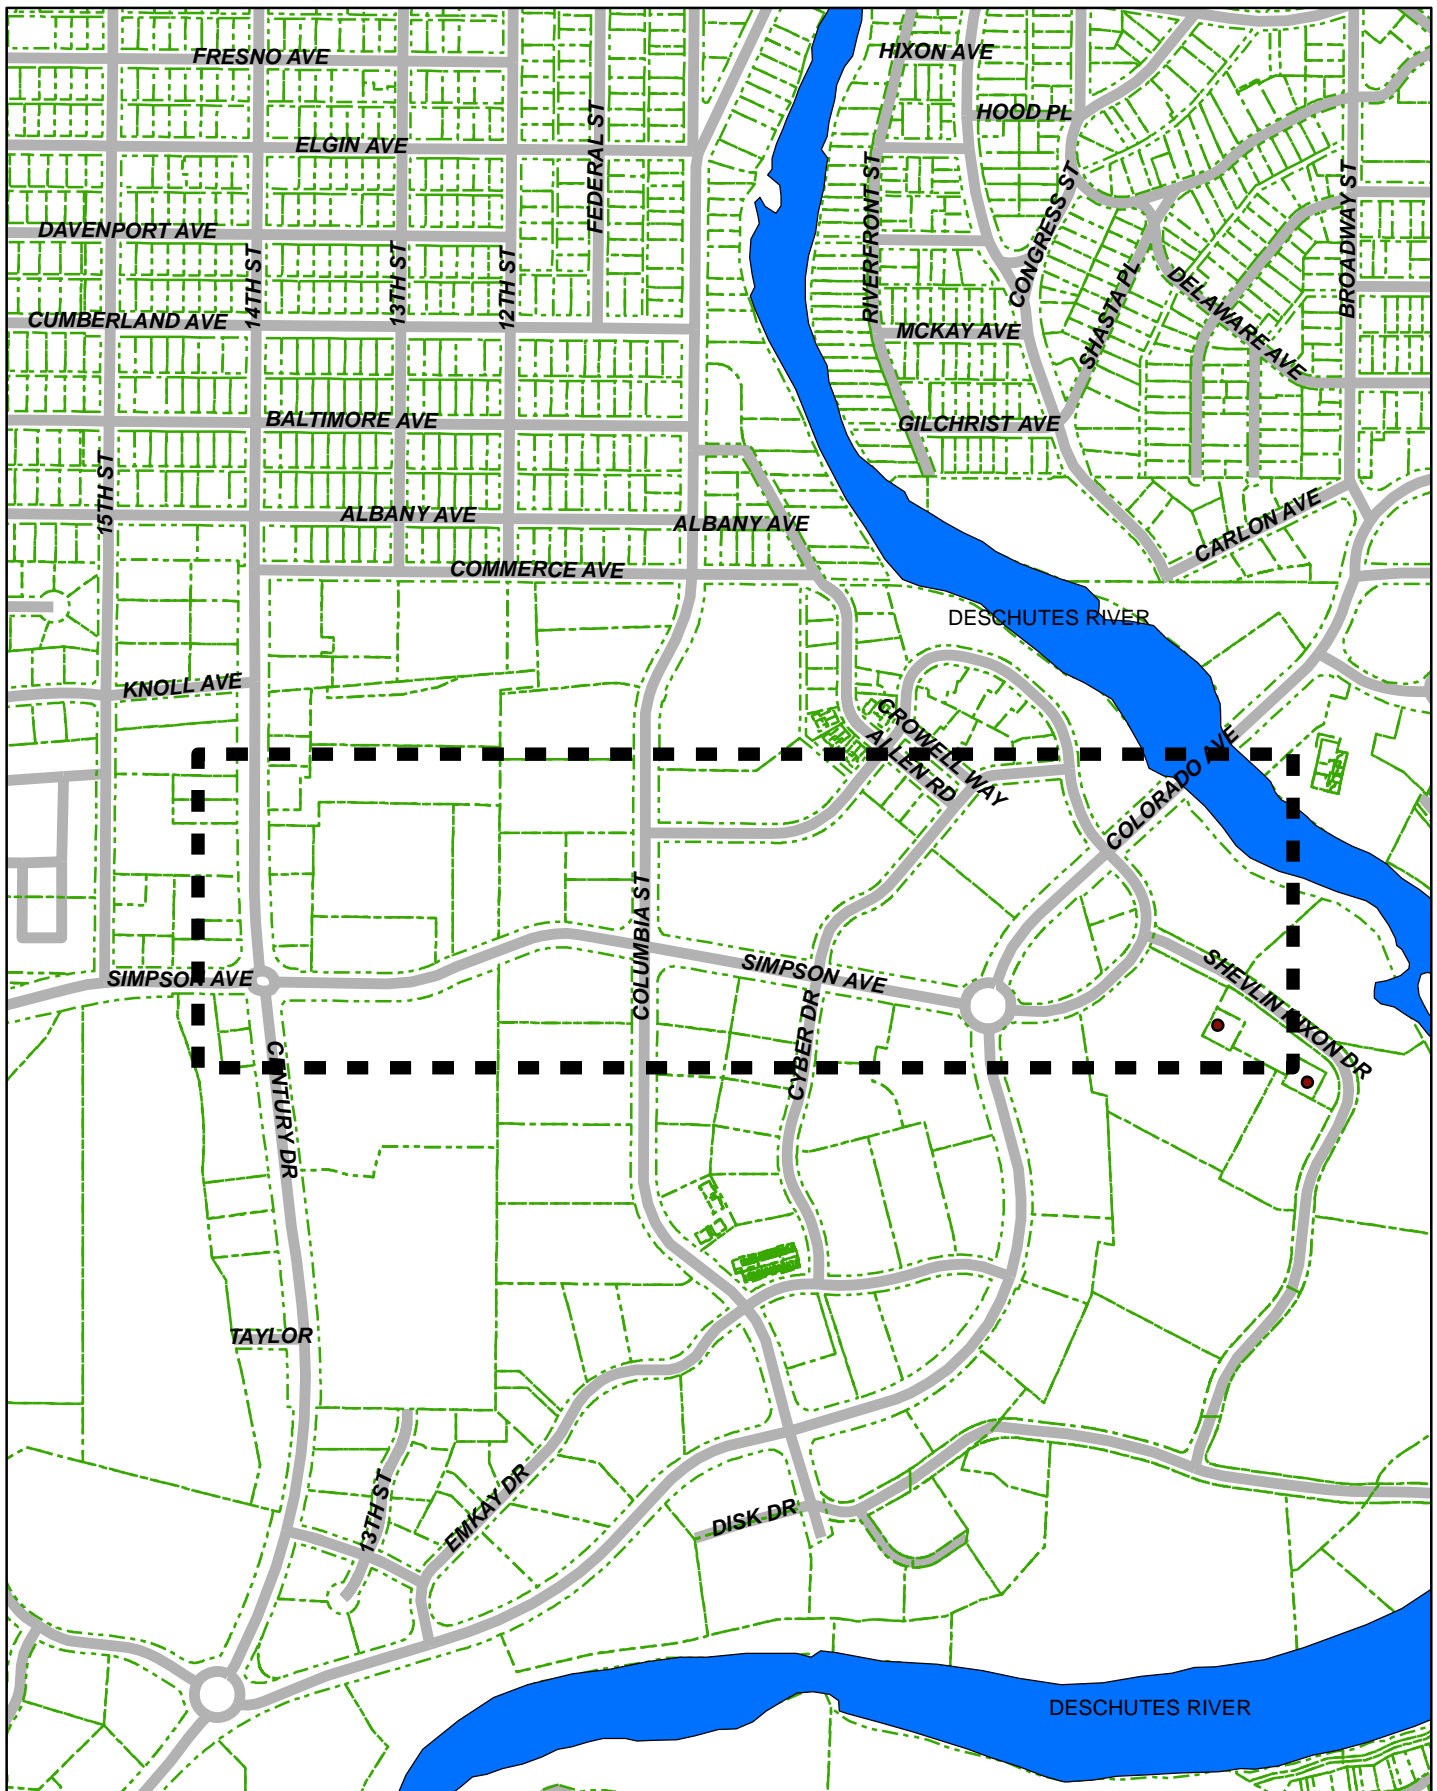 FRESNO AVE
HIXON AVE
HOOD PL
ELGIN AVE
FEDERAL ST
RIVERFRONT ST
CONGRESS ST
BROADWAY ST
DAVENPORT AVE
14TH ST
13TH ST
12TH ST
SHASTA PL
DELAWARE AVE
CUMBERLAND AVE
MCKAY AVE
BALTIMORE AVE
GILCHRIST AVE
15TH ST
ALBANY AVE
ALBANY AVE
CARLON AVE
COMMERCE AVE
DESCHUTES RIVER
KNOLL AVE
CROWELL WAY
ALLEN RD
COLORADO AVE
COLUMBIA ST
SIMPSON AVE
SIMPSON AVE
SHEVLIN HIXON DR
CYBER DR
CENTURY DR
TAYLOR
13TH ST
EMKAY DR
DISK DR
DESCHUTES RIVER